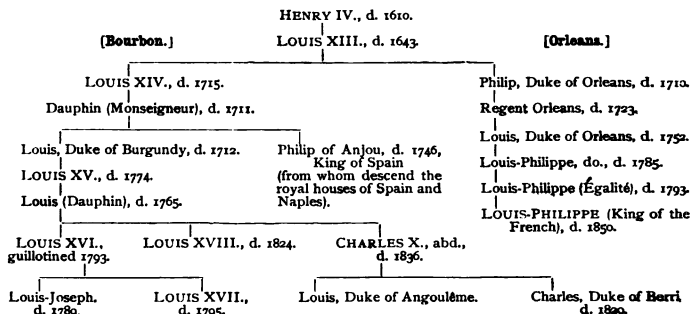 HENRY IV., d. 1610.
[Bourbon.]
LOUIS XIII., d. 1643.
[Orleans.]
LOUIS XIV., d. 1715.
Philip, Duke of Orleans, d. 1710.
Dauphin (Monseigneur), d. 1711.
Regent Orleans, d. 1723.
Louis, Duke of Burgundy, d. 1712.
Philip of Anjou, d. 1746,
King of Spain
(from whom descend the
royal houses of Spain and
Naples).
Louis, Duke of Orleans, d. 1752.
LOUIS XV., d. 1774.
Louis-Philippe, do., d. 1785.
Louis (Dauphin), d. 1765.
Louis-Philippe (Égalité), d. 1793.
LOUIS-PHILIPPE (King of the
French), d. 1850.
LOUIS XVI.,
guillotined 1793.
LOUIS XVIII., d. 1824.
CHARLES X., abd.,
d. 1836.
Louis-Joseph,
d. 1789.
LOUIS XVII.,
d. 1795.
Louis, Duke of Angoulême.
Charles, Duke of Berri,
d. 1820.